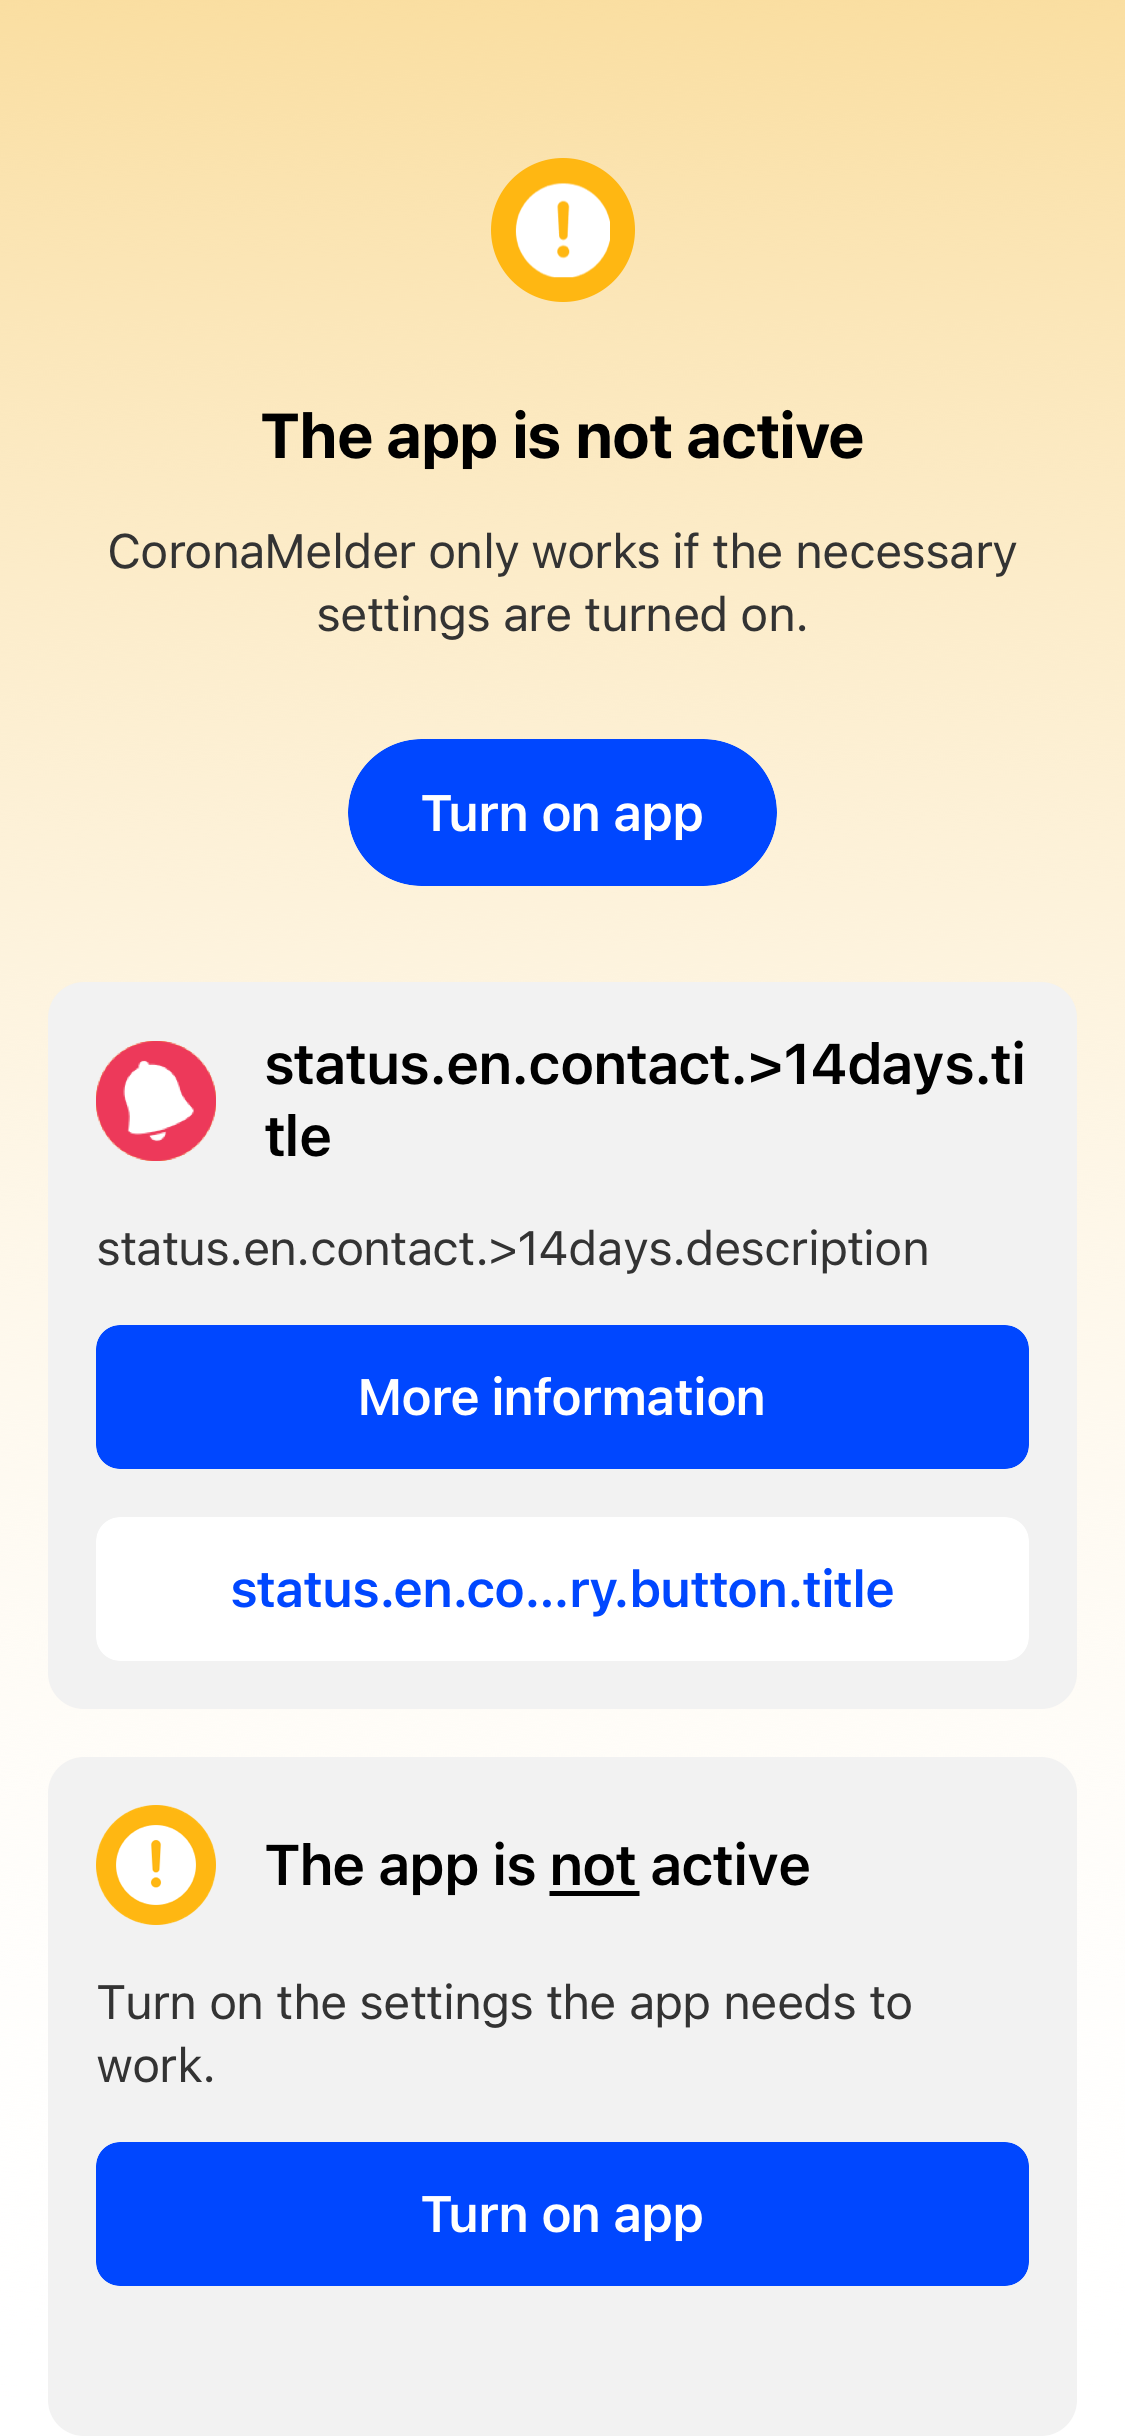 The app is not active
CoronaMelder only works if the necessary
settings are turned on.
Turn on app
status.en.contact.>14days.ti
tle
status.en.contact.>14days.description
More information
status.en.co...ry.button.title
The app is not active
Turn on the settings the app needs to
work.
Turn on app